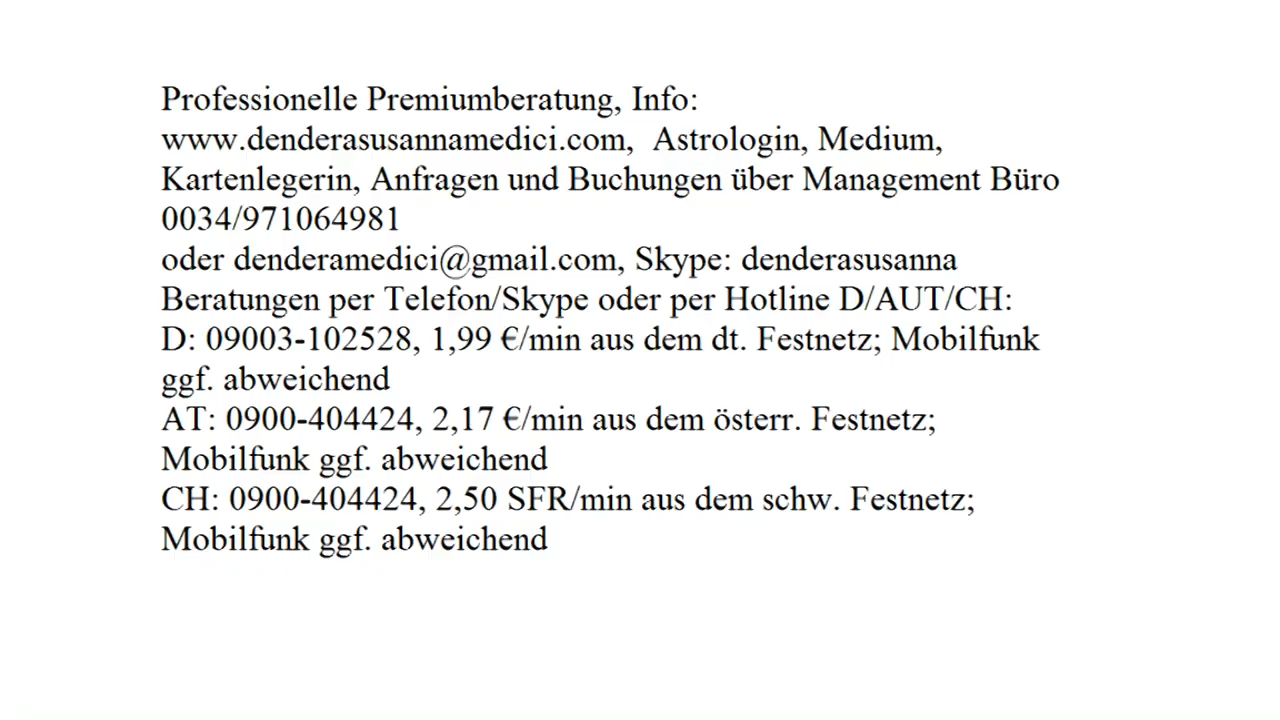 Professionelle Premiumberatung, Info:
www.denderasusannamedici.com,  Astrologin, Medium,
Kartenlegerin, Anfragen und Buchungen über Management Büro
0034/971064981
oder denderamedici@gmail.com, Skype: denderasusanna
Beratungen per Telefon/Skype oder per Hotline D/AUT/CH:
D: 09003-102528, 1,99 €/min aus dem dt. Festnetz; Mobilfunk
ggf. abweichend
AT: 0900-404424, 2,17 €/min aus dem österr. Festnetz;
Mobilfunk ggf. abweichend
CH: 0900-404424, 2,50 SFR/min aus dem schw. Festnetz;
Mobilfunk ggf. abweichend